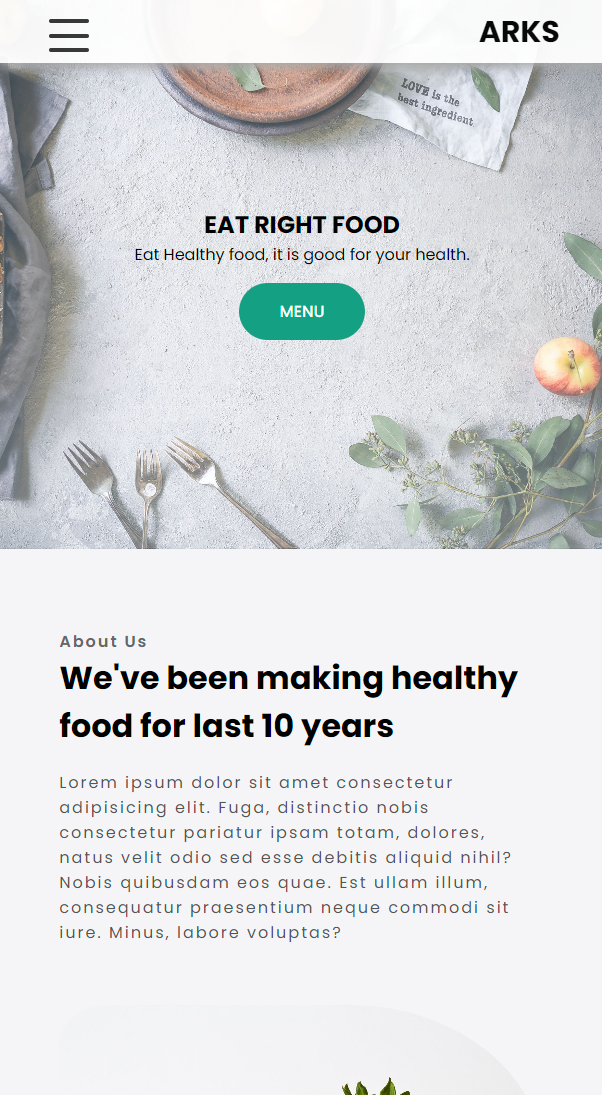 ARKS
LOVE is the
best ingredient
EAT RIGHT FOOD
Eat Healthy food, it is good for your health.
MENU
About Us
We've been making healthy
food for last 10 years
Lorem ipsum dolor sit amet consectetur
adipisicing elit. Fuga, distinctio nobis
consectetur pariatur ipsam totam, dolores,
natus velit odio sed esse debitis aliquid nihil?
Nobis quibusdam eos quae. Est ullam illum,
consequatur praesentium neque commodi sit
iure. Minus, labore voluptas?